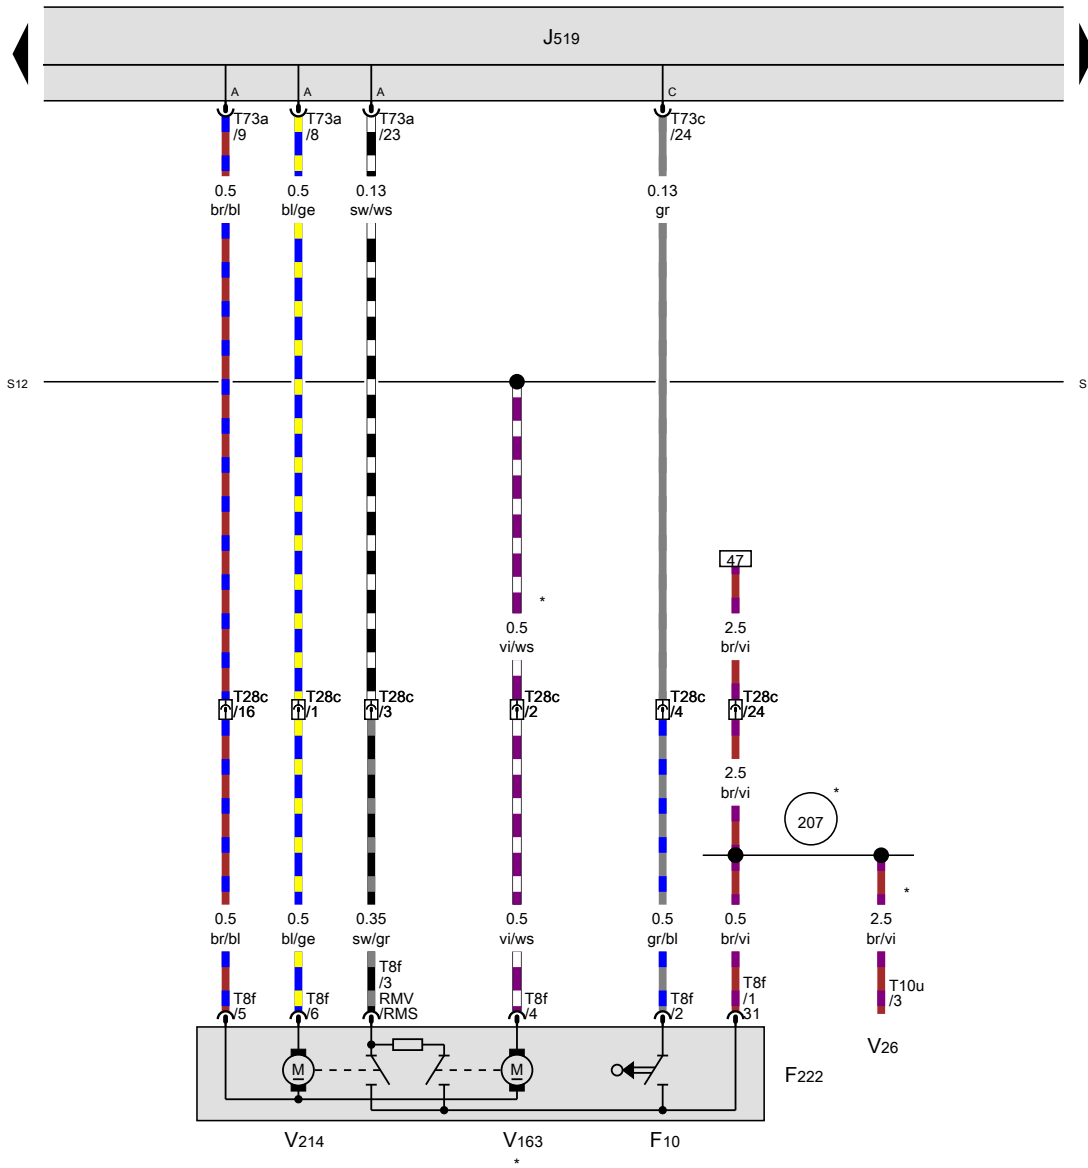 J519
A
A
A
C
T73a
/9
T73a
/8
T73a
/23
T73c
/24
0.5
br/bl
0.5
bl/ge
0.13
sw/ws
0.13
gr
S12
S
47
*
0.5
vi/ws
2.5
br/vi
T28c
/16
T28c
/1
T28c
/3
T28c
/2
T28c
/4
T28c
/24
2.5
br/vi
*
207
*
0.5
br/bl
0.5
bl/ge
0.35
sw/gr
0.5
vi/ws
0.5
gr/bl
0.5
br/vi
2.5
br/vi
T8f
/5
T8f
/6
T8f
/3
RMV
/RMS
T8f
/4
T8f
/2
T8f
/1
31
T10u
/3
V26
M
M
F222
V214
V163
*
F10